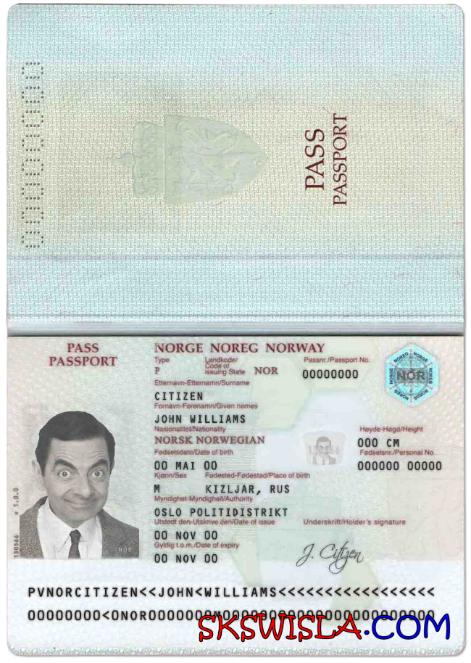 PASS
PASSPORT
PASS
PASSPORT
NORGE NOREG NORWAY
Type
Landkoder
Code of
issuing State
Passnr./Passport No.
P
NOR
00000000
NOR
Etternavn-Etternamn/Surname
CITIZEN
Fornavn-Førenamn/Given names
JOHN WILLIAMS
Nasjonalitet/Nationality
Høyde-Høgd/Height
NORSK NORWEGIAN
000 CM
Fødselsdato/Date of birth
Fødselsnr./Personal No.
00 MAI 00
000000 00000
Kjønn/Sex
Fødested-Fødestad/Place of birth
M
KIZLJAR, RUS
Myndighet-Myndigheit/Authority
OSLO POLITIDISTRIKT
Utstedt den-Utskrive den/Date of issue
Underskrift/Holder's signature
00 NOV 00
Gyldig t.o.m./Date of expiry
00 NOV 00
J. Citizen
NOR
PVNORCITIZEN<<JOHN<WILLIAMS<<<<<<<<<<<<<<<<<
SKSWISLA.COM